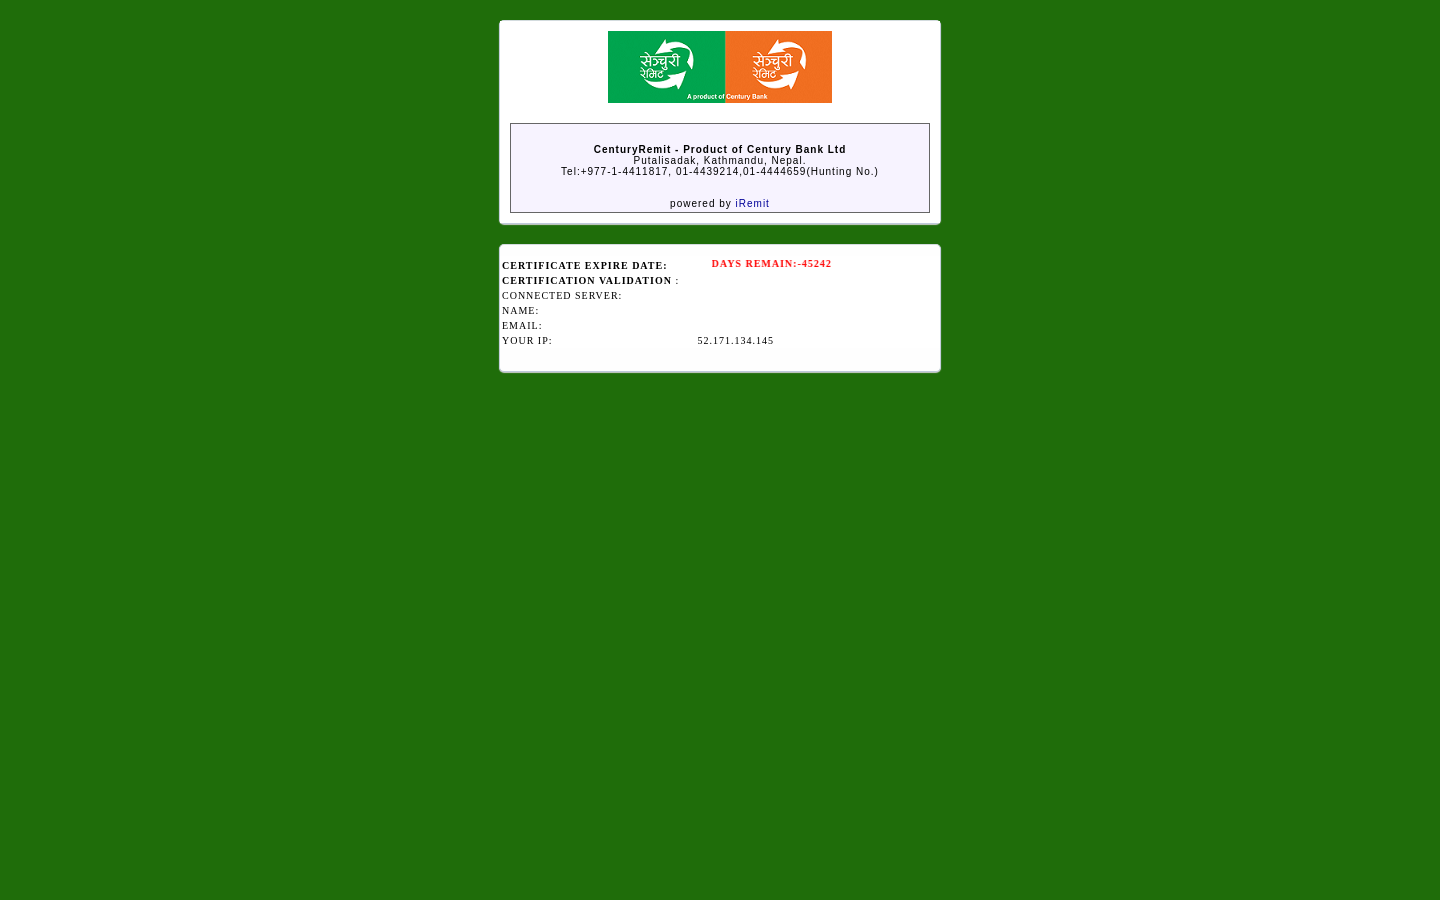 सेञ्चुरी
रेमिट
सेञ्चुरी
रेमिट
A product of Century Bank
CenturyRemit - Product of Century Bank Ltd
Putalisadak, Kathmandu, Nepal.
Tel:+977-1-4411817, 01-4439214,01-4444659(Hunting No.)
powered by iRemit
CERTIFICATE EXPIRE DATE: DAYS REMAIN:-45242
CERTIFICATION VALIDATION :
CONNECTED SERVER:
NAME:
EMAIL:
YOUR IP: 52.171.134.145